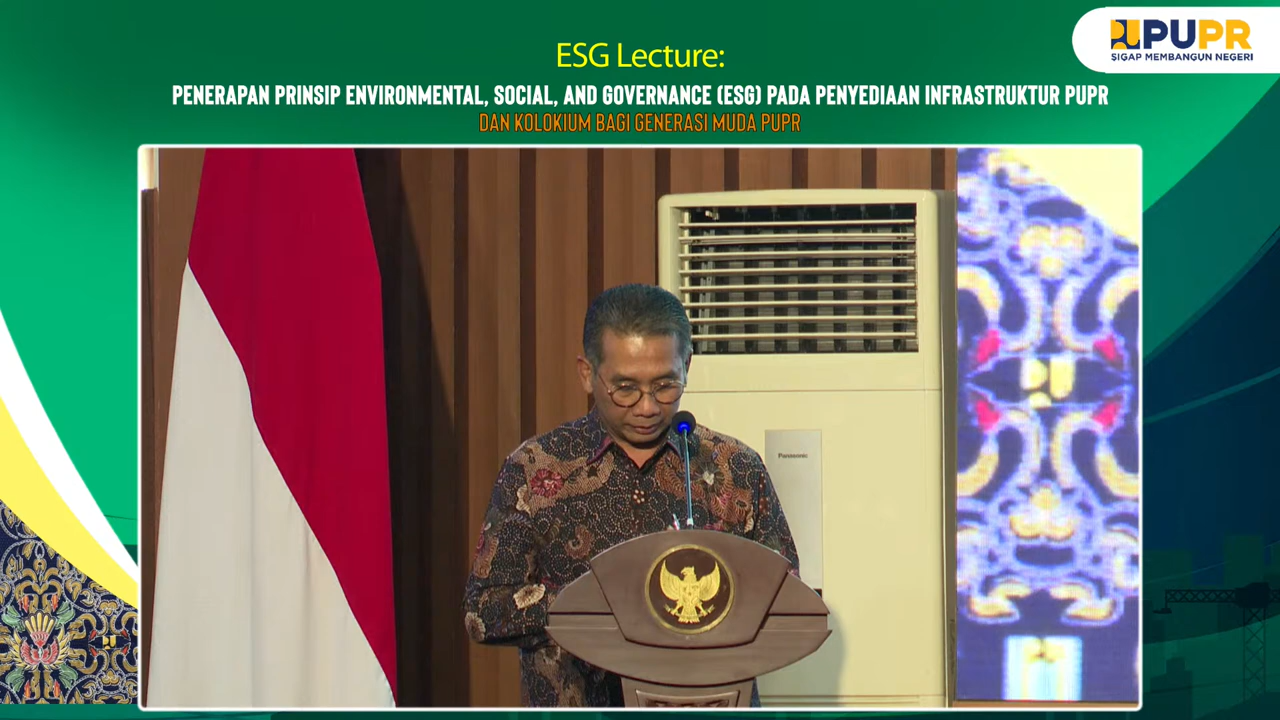 ESG Lecture:
PENERAPAN PRINSIP ENVIRONMENTAL, SOCIAL, AND GOVERNANCE (ESG) PADA PENYEDIAAN INFRASTRUKTUR PUPR
DAN KOLOKIUM BAGI GENERASI MUDA PUPR
PUPR
SIGAP MEMBANGUN NEGERI
Panasonic